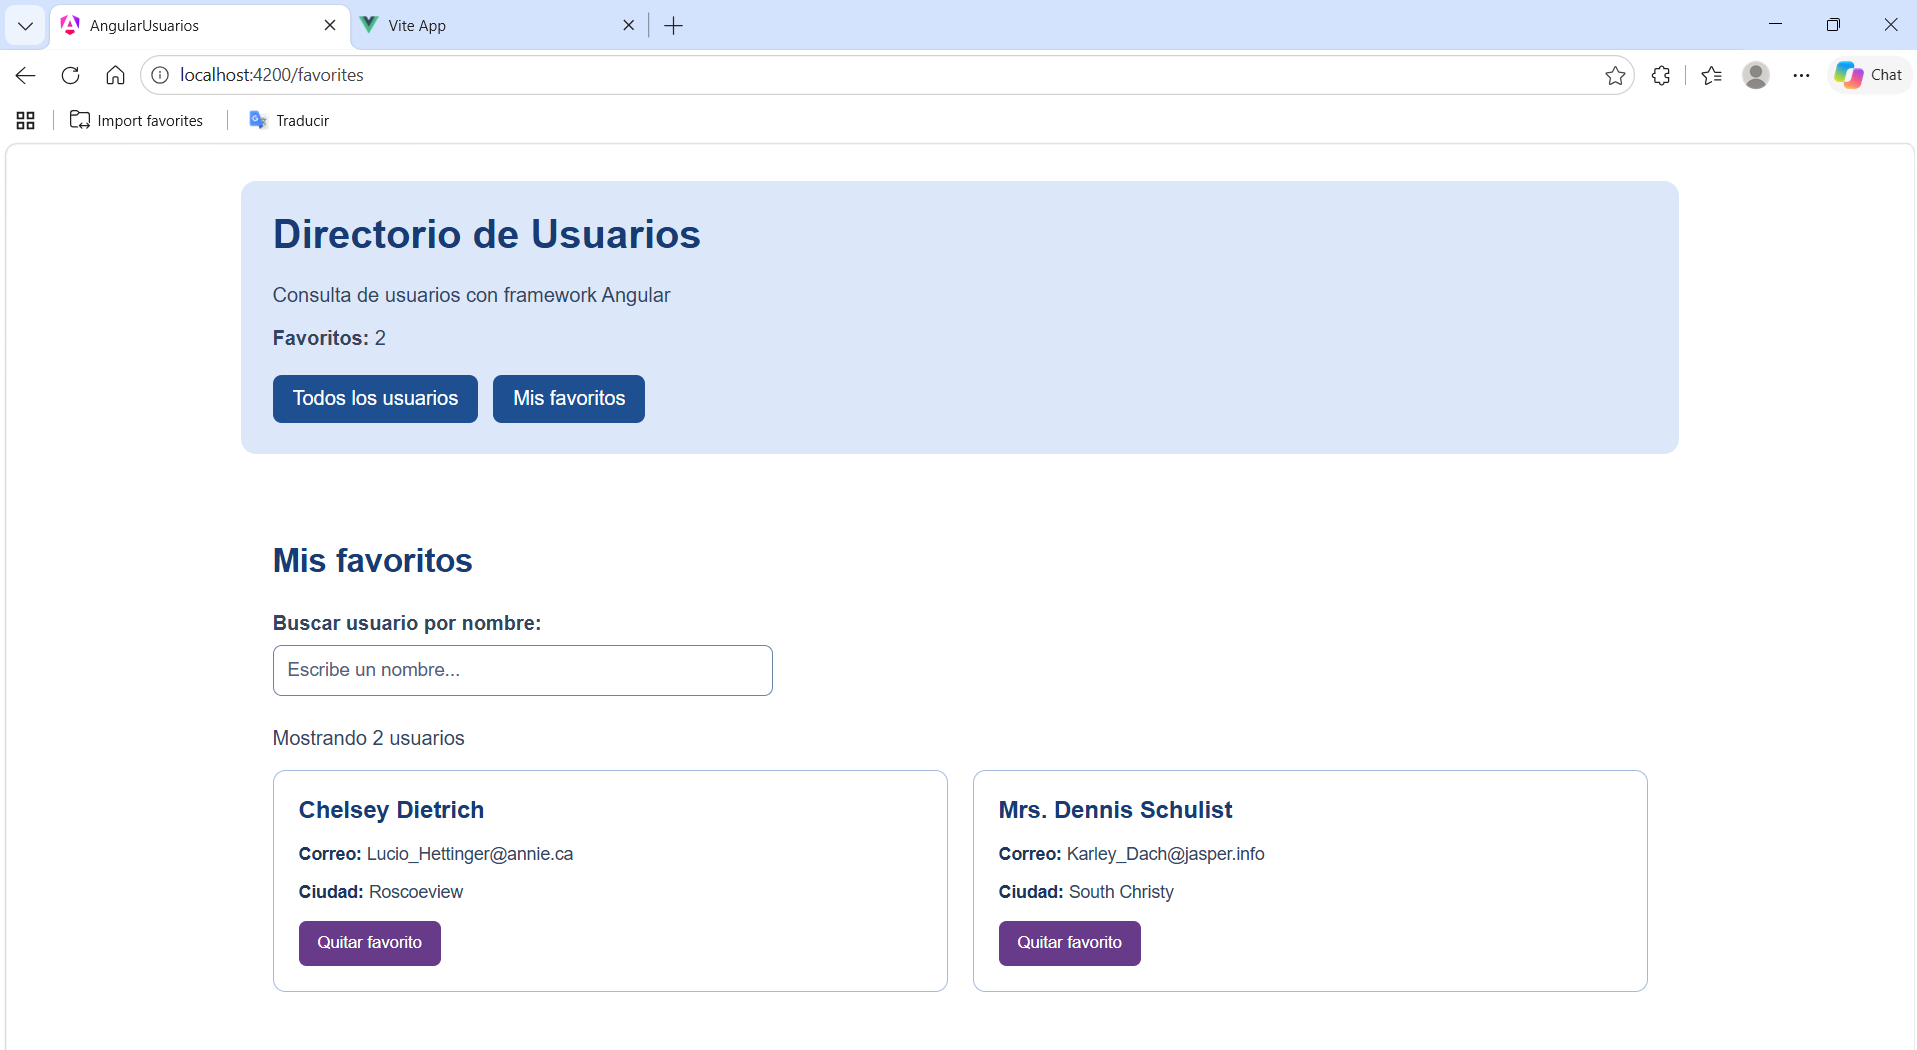 AngularUsuarios
Vite App
localhost:4200/favorites
Chat
Import favorites
Traducir
Directorio de Usuarios
Consulta de usuarios con framework Angular
Favoritos: 2
Todos los usuarios
Mis favoritos
Mis favoritos
Buscar usuario por nombre:
Escribe un nombre...
Mostrando 2 usuarios
Chelsey Dietrich
Correo: Lucio_Hettinger@annie.ca
Ciudad: Roscoeview
Quitar favorito
Mrs. Dennis Schulist
Correo: Karley_Dach@jasper.info
Ciudad: South Christy
Quitar favorito